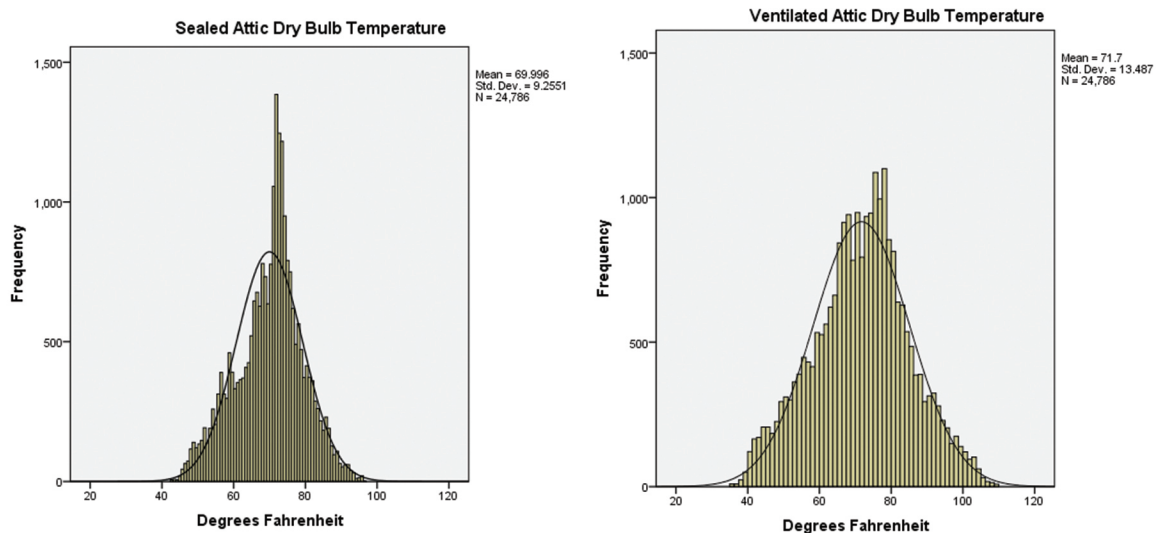 Sealed Attic Dry Bulb Temperature
Mean = 69.996
Std. Dev. = 9.2551
N = 24,786
1,500
1,000
500
0
Frequency
20 40 60 80 100 120
Degrees Fahrenheit
Ventilated Attic Dry Bulb Temperature
Mean = 71.7
Std. Dev. = 13.487
N = 24,786
1,500
1,000
500
0
Frequency
20 40 60 80 100 120
Degrees Fahrenheit